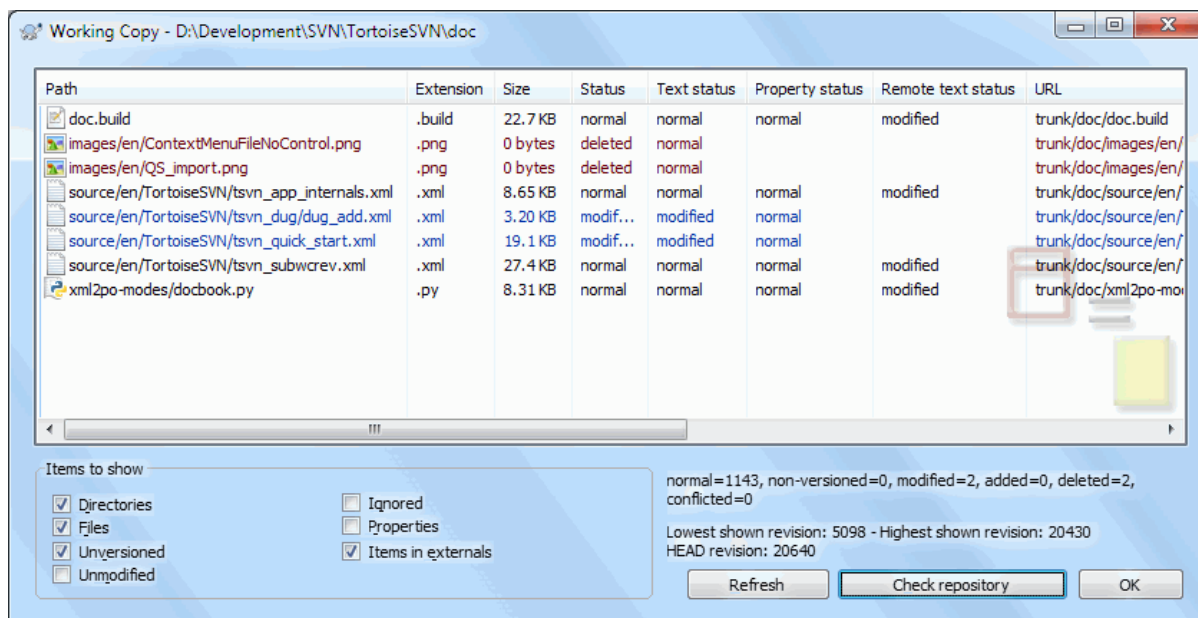 Working Copy - D:\Development\SVN\TortoiseSVN\doc
Path Extension Size Status Text status Property status Remote text status URL
doc.build .build 22.7 KB normal normal normal modified trunk/doc/doc.build
images/en/ContextMenuFileNoControl.png .png 0 bytes deleted normal trunk/doc/images/en/
images/en/QS_import.png .png 0 bytes deleted normal trunk/doc/images/en/
source/en/TortoiseSVN/tsvn_app_internals.xml .xml 8.65 KB normal normal normal modified trunk/doc/source/en/
source/en/TortoiseSVN/tsvn_dug/dug_add.xml .xml 3.20 KB modif... modified normal trunk/doc/source/en/
source/en/TortoiseSVN/tsvn_quick_start.xml .xml 19.1 KB modif... modified normal trunk/doc/source/en/
source/en/TortoiseSVN/tsvn_subwcrev.xml .xml 27.4 KB normal normal normal modified trunk/doc/source/en/
xml2po-modes/docbook.py .py 8.31 KB normal normal normal modified trunk/doc/xml2po-mo
Items to show
Directories Ignored
Files Properties
Unversioned Items in externals
Unmodified
normal=1143, non-versioned=0, modified=2, added=0, deleted=2,
conflicted=0
Lowest shown revision: 5098 - Highest shown revision: 20430
HEAD revision: 20640
Refresh Check repository OK